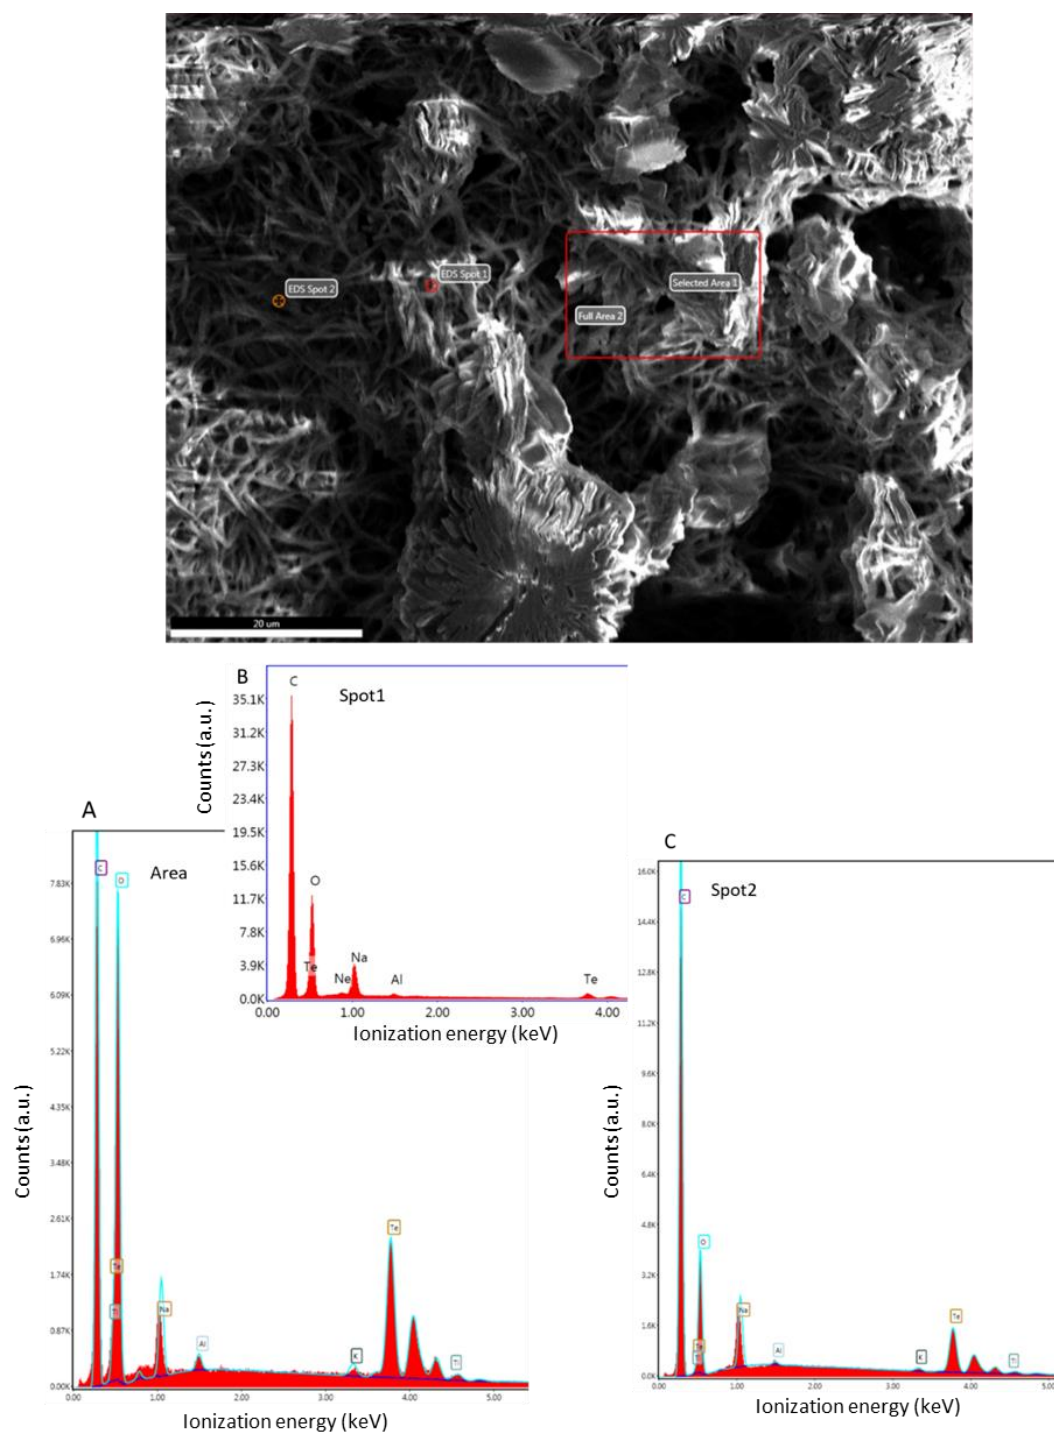 EDS Spot 1
EDS Spot 2
Selected Area 1
Full Area 2
20 um
B
Spot1
C
O
Te
Ne
Na
Al
Te
35.1K
31.2K
27.3K
23.4K
19.5K
15.6K
11.7K
7.8K
3.9K
0.0K
0.00 1.00 2.00 3.00 4.00
Counts (a.u.)
Ionization energy (keV)
A
Area
C
O
Te
Ti
Na
Al
K
Te
Ti
7.83K
6.96K
6.09K
5.22K
4.35K
3.48K
2.61K
1.74K
0.87K
0.00K
0.00 1.00 2.00 3.00 4.00 5.00
Counts (a.u.)
Ionization energy (keV)
C
Spot2
C
O
Te
Na
Al
K
Te
Ti
16.0K
14.4K
12.8K
11.2K
9.6K
8.0K
6.4K
4.8K
3.2K
1.6K
0.0K
0.00 1.00 2.00 3.00 4.00 5.00
Counts (a.u.)
Ionization energy (keV)